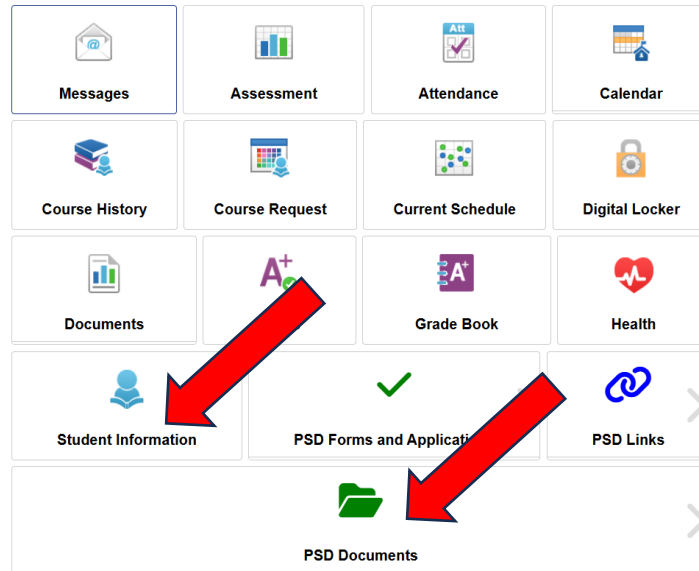 Messages
Assessment
Att
Attendance
Calendar
Course History
Course Request
Current Schedule
Digital Locker
Documents
A+
A+
Grade Book
Health
Student Information
PSD Forms and
PSD Links
PSD Documents